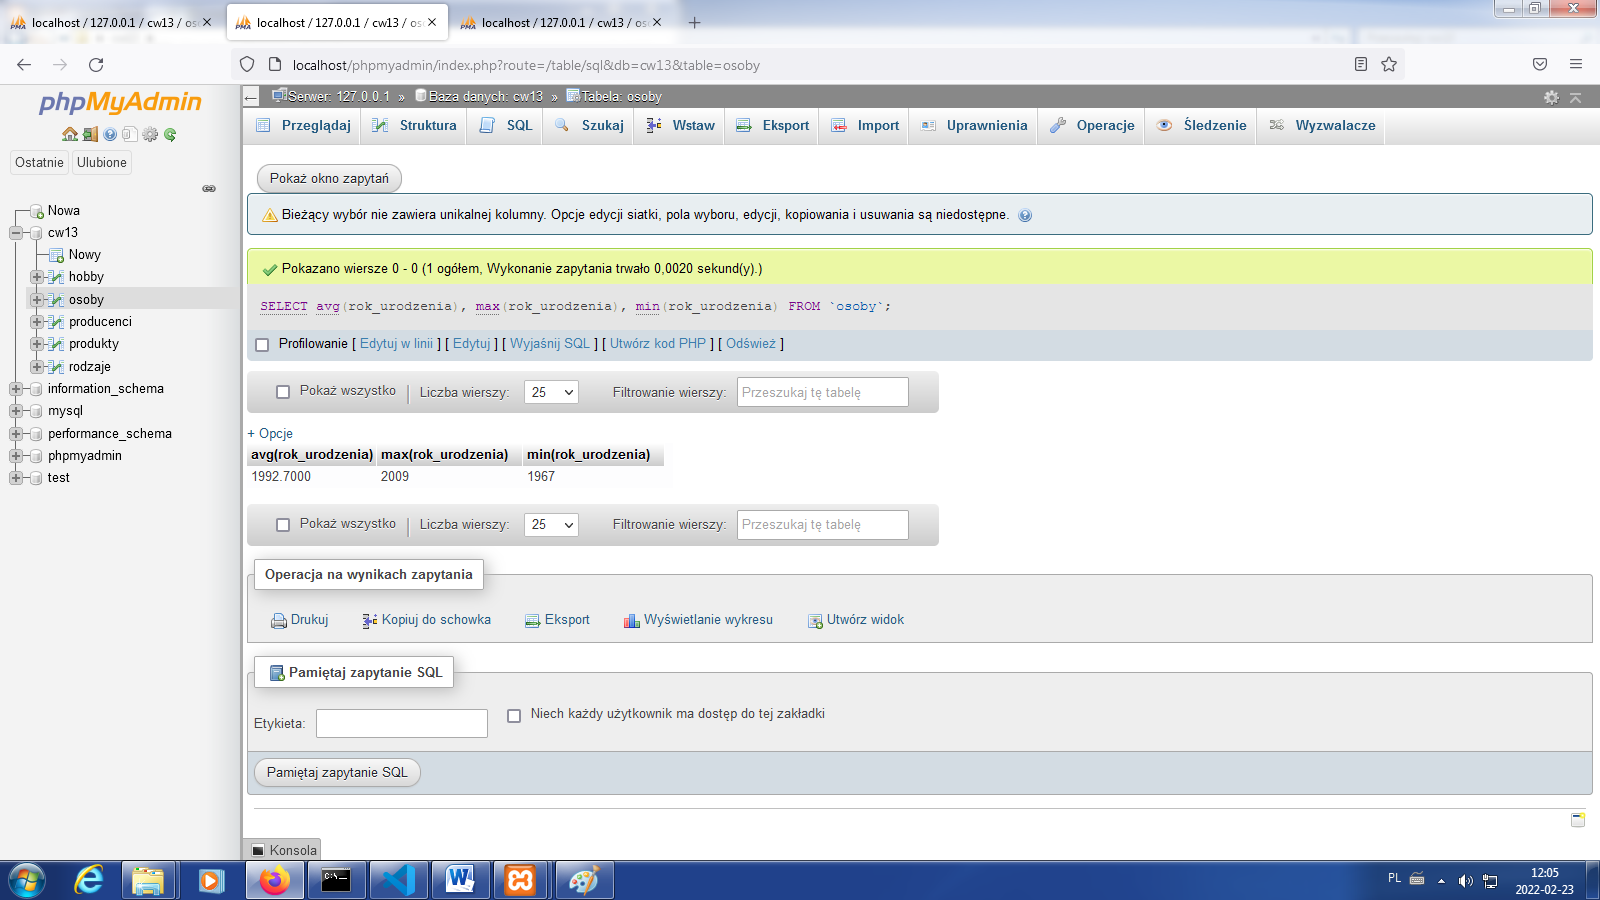 localhost / 127.0.0.1 / cw13 / oso
localhost / 127.0.0.1 / cw13 / oso
localhost / 127.0.0.1 / cw13 / oso
localhost/phpmyadmin/index.php?route=/table/sql&db=cw13&table=osoby
phpMyAdmin
Ostatnie
Ulubione
Nowa
cw13
Nowy
hobby
osoby
producenci
produkty
rodzaje
information_schema
mysql
performance_schema
phpmyadmin
test
Serwer: 127.0.0.1 » Baza danych: cw13 » Tabela: osoby
Przeglądaj Struktura SQL Szukaj Wstaw Eksport Import Uprawnienia Operacje Śledzenie Wyzwalacze
Pokaż okno zapytań
Bieżący wybór nie zawiera unikalnej kolumny. Opcje edycji siatki, pola wyboru, edycji, kopiowania i usuwania są niedostępne.
Pokazano wiersze 0 - 0 (1 ogółem, Wykonanie zapytania trwało 0,0020 sekund(y).)
SELECT avg(rok_urodzenia), max(rok_urodzenia), min(rok_urodzenia) FROM `osoby`;
Profilowanie [ Edytuj w linii ] [ Edytuj ] [ Wyjaśnij SQL ] [ Utwórz kod PHP ] [ Odśwież ]
Pokaż wszystko | Liczba wierszy: 25 Filtrowanie wierszy: Przeszukaj tę tabelę
+ Opcje
avg(rok_urodzenia) max(rok_urodzenia) min(rok_urodzenia)
1992.7000 2009 1967
Pokaż wszystko | Liczba wierszy: 25 Filtrowanie wierszy: Przeszukaj tę tabelę
Operacja na wynikach zapytania
Drukuj Kopiuj do schowka Eksport Wyświetlanie wykresu Utwórz widok
Pamiętaj zapytanie SQL
Etykieta: Niech każdy użytkownik ma dostęp do tej zakładki
Pamiętaj zapytanie SQL
Konsola
PL
12:05
2022-02-23